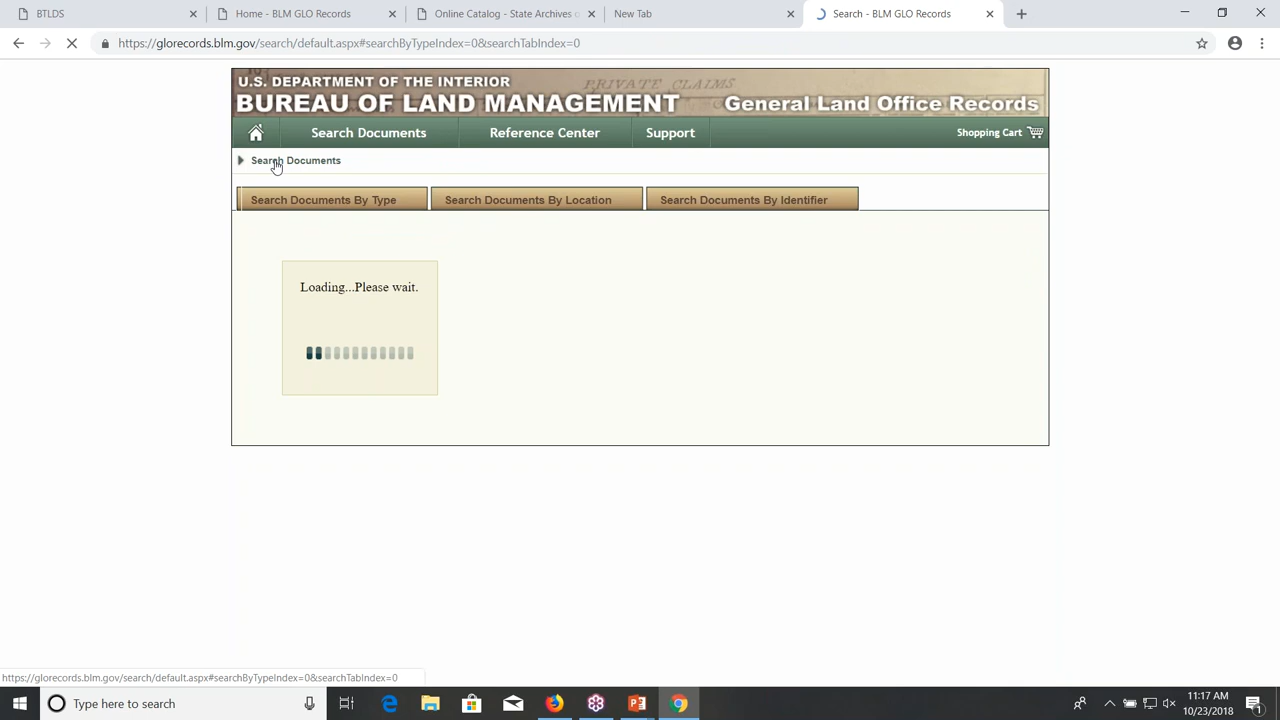 BTLDS
Home - BLM GLO Records
Online Catalog - State Archives o
New Tab
Search - BLM GLO Records
https://glorecords.blm.gov/search/default.aspx#searchByTypeIndex=0&searchTabIndex=0
U.S. DEPARTMENT OF THE INTERIOR
PRIVATE CLAIMS
BUREAU OF LAND MANAGEMENT
General Land Office Records
Search Documents
Reference Center
Support
Shopping Cart
Search Documents
Search Documents By Type
Search Documents By Location
Search Documents By Identifier
Loading...Please wait.
https://glorecords.blm.gov/search/default.aspx#searchByTypeIndex=0&searchTabIndex=0
Type here to search
11:17 AM
10/23/2018
1